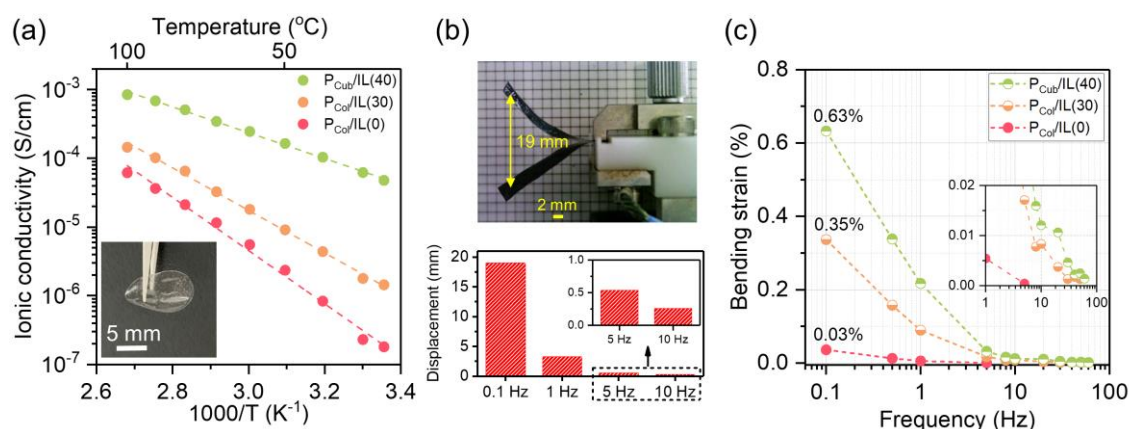 (a)
Temperature (°C)
100
50
10⁻³
10⁻⁴
10⁻⁵
10⁻⁶
10⁻⁷
Ionic conductivity (S/cm)
P_Cub/IL(40)
P_Col/IL(30)
P_Col/IL(0)
5 mm
2.6
2.8
3.0
3.2
3.4
1000/T (K⁻¹)
(b)
19 mm
2 mm
Displacement (mm)
20
15
10
5
0
1.0
0.5
0.0
5 Hz
10 Hz
0.1 Hz
1 Hz
5 Hz
10 Hz
(c)
Bending strain (%)
0.8
0.6
0.4
0.2
0.0
0.63%
0.35%
0.03%
P_Cub/IL(40)
P_Col/IL(30)
P_Col/IL(0)
0.02
0.01
0.00
1
10
100
0.1
1
10
100
Frequency (Hz)